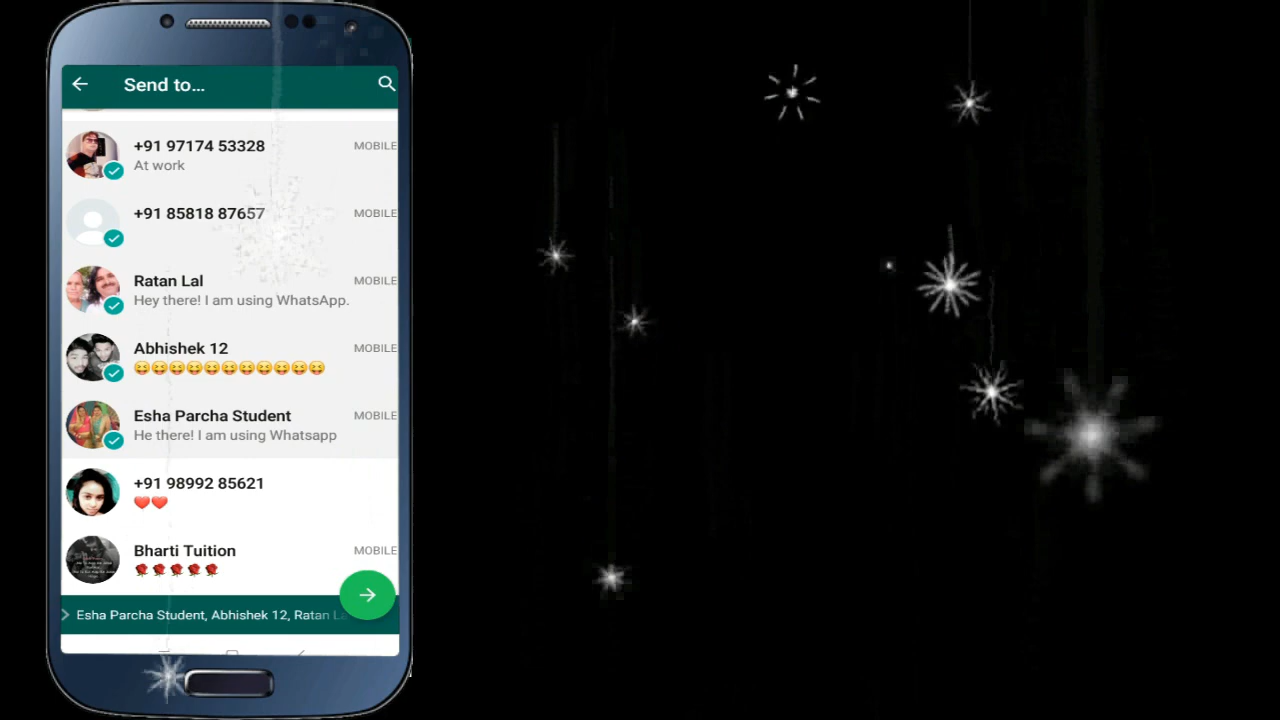 Send to...
+91 97174 53328 MOBILE
At work
+91 85818 87657 MOBILE
Ratan Lal MOBILE
Hey there! I am using WhatsApp.
Abhishek 12 MOBILE
😝😝😝😝😝😝😝😝😝😝😝
Esha Parcha Student MOBILE
He there! I am using Whatsapp
+91 98992 85621
❤️❤️
Bharti Tuition MOBILE
🌹🌹🌹🌹🌹
Esha Parcha Student, Abhishek 12, Ratan